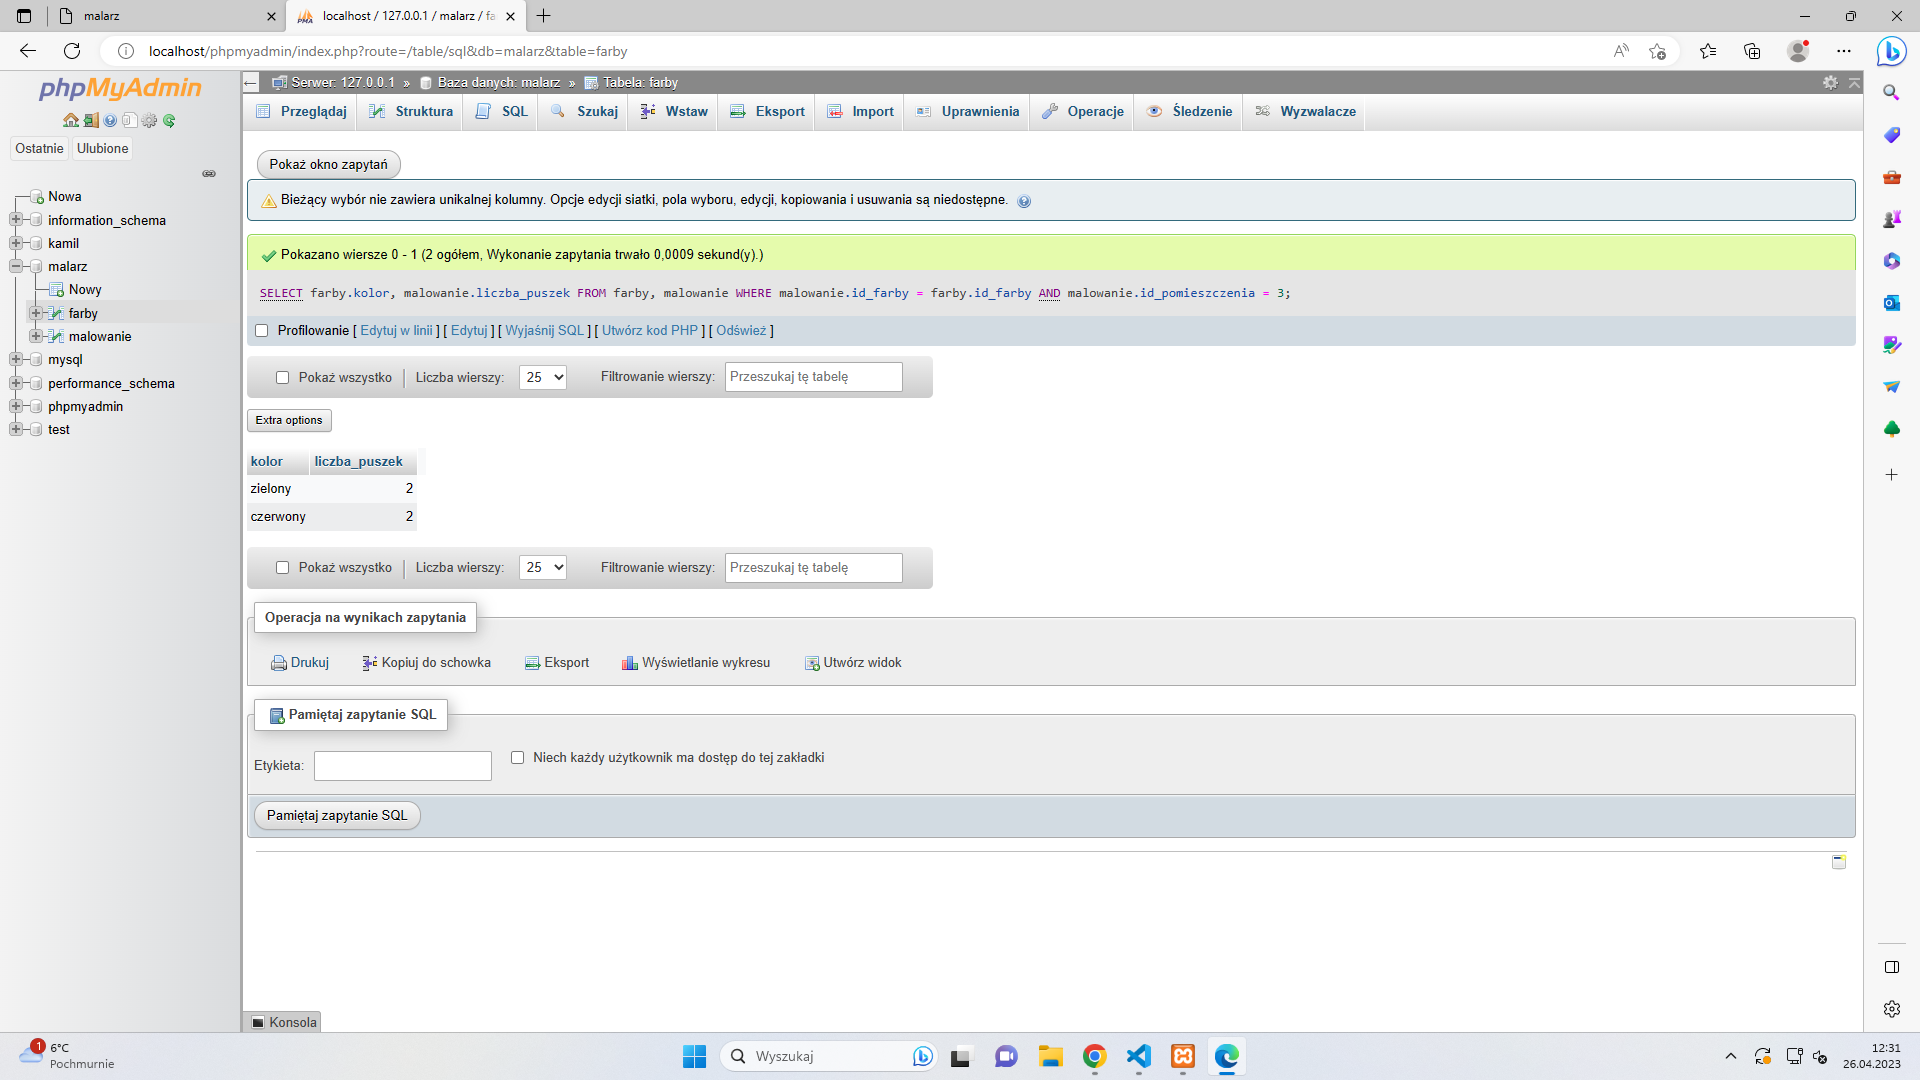 malarz
localhost / 127.0.0.1 / malarz / fa
localhost/phpmyadmin/index.php?route=/table/sql&db=malarz&table=farby
phpMyAdmin
Ostatnie Ulubione
Nowa
information_schema
kamil
malarz
Nowy
farby
malowanie
mysql
performance_schema
phpmyadmin
test
Serwer: 127.0.0.1 » Baza danych: malarz » Tabela: farby
Przeglądaj Struktura SQL Szukaj Wstaw Eksport Import Uprawnienia Operacje Śledzenie Wyzwalacze
Pokaż okno zapytań
Bieżący wybór nie zawiera unikalnej kolumny. Opcje edycji siatki, pola wyboru, edycji, kopiowania i usuwania są niedostępne.
Pokazano wiersze 0 - 1 (2 ogółem, Wykonanie zapytania trwało 0,0009 sekund(y).)
SELECT farby.kolor, malowanie.liczba_puszek FROM farby, malowanie WHERE malowanie.id_farby = farby.id_farby AND malowanie.id_pomieszczenia = 3;
Profilowanie [ Edytuj w linii ] [ Edytuj ] [ Wyjaśnij SQL ] [ Utwórz kod PHP ] [ Odśwież ]
Pokaż wszystko Liczba wierszy: 25 Filtrowanie wierszy: Przeszukaj tę tabelę
Extra options
kolor liczba_puszek
zielony 2
czerwony 2
Pokaż wszystko Liczba wierszy: 25 Filtrowanie wierszy: Przeszukaj tę tabelę
Operacja na wynikach zapytania
Drukuj Kopiuj do schowka Eksport Wyświetlanie wykresu Utwórz widok
Pamiętaj zapytanie SQL
Etykieta: Niech każdy użytkownik ma dostęp do tej zakładki
Pamiętaj zapytanie SQL
Konsola
1
6°C
Pochmurnie
Wyszukaj
12:31
26.04.2023